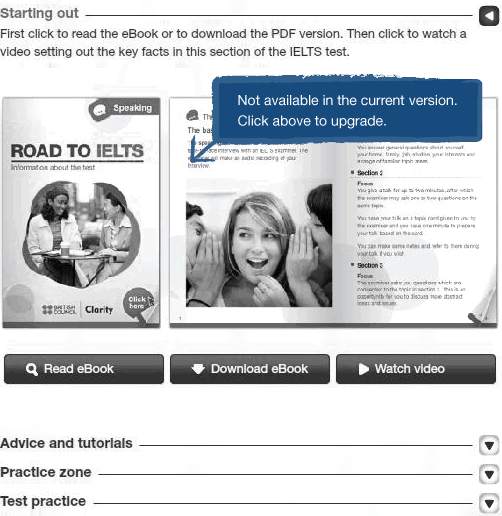 Starting out
First click to read the eBook or to download the PDF version. Then click to watch a
video setting out the key facts in this section of the IELTS test.
Not available in the current version.
Click above to upgrade.
Speaking
ROAD TO IELTS
Information about the test
BRITISH
COUNCIL
Clarity
Click
here
The
The bas
interview with an IELTS examiner. The
will make an audio recording of your
interview.
1
You answer general questions about yourself,
your home, family, job, studies, your interests and
a range of familiar topic areas.
Section 2
Focus
You give a talk for up to two minutes, after which
the examiner may ask one or two questions on the
same topic.
You base your talk on a topic card given to you by
the examiner and you have one minute to prepare
your talk based on the card.
You can make some notes and refer to them during
your talk if you wish.
Section 3
Focus
The examiner asks you questions which are
connected to the topic in section 2. This is an
opportunity for you to discuss more abstract
ideas and issues.
Read eBook
Download eBook
Watch video
Advice and tutorials
Practice zone
Test practice